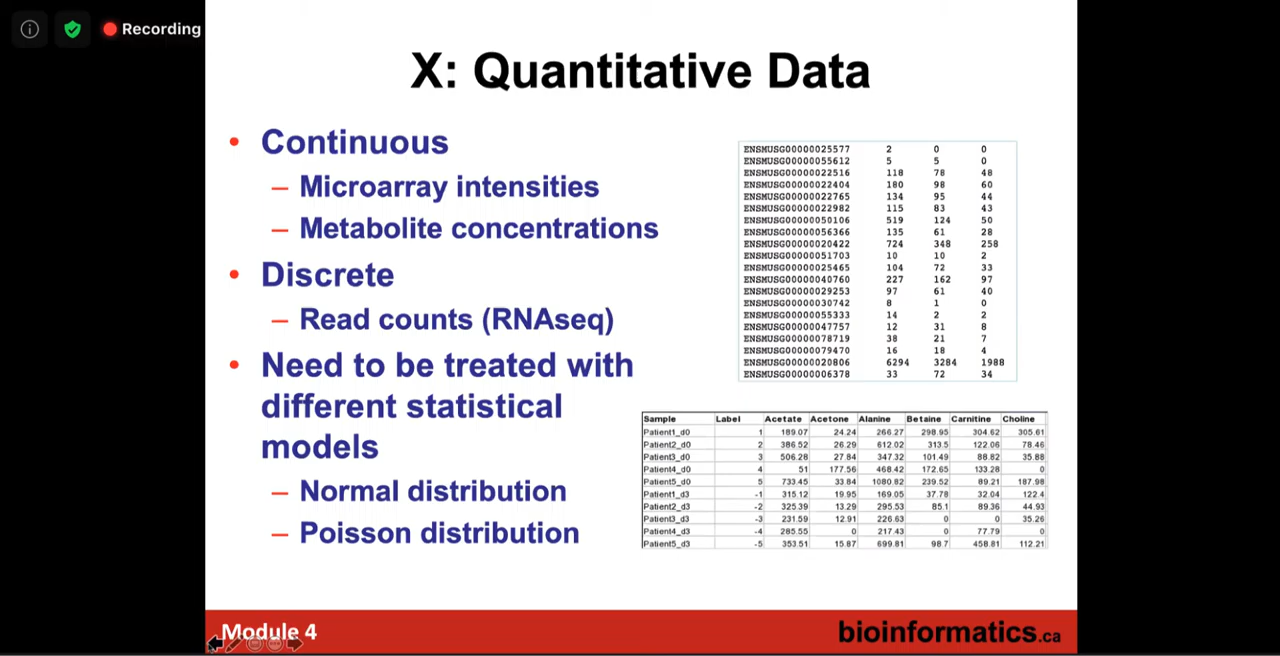 Recording
X: Quantitative Data
• Continuous
– Microarray intensities
– Metabolite concentrations
• Discrete
– Read counts (RNAseq)
• Need to be treated with
different statistical
models
– Normal distribution
– Poisson distribution
ENSMUSG00000025577 2 0 0
ENSMUSG00000055612 5 5 0
ENSMUSG00000022516 118 78 48
ENSMUSG00000022404 180 98 60
ENSMUSG00000022765 134 95 44
ENSMUSG00000022982 115 83 43
ENSMUSG00000050106 519 124 50
ENSMUSG00000056366 135 61 28
ENSMUSG00000020422 724 348 258
ENSMUSG00000051703 10 10 2
ENSMUSG00000025465 104 72 33
ENSMUSG00000040760 227 162 97
ENSMUSG00000029253 97 61 40
ENSMUSG00000030742 8 1 0
ENSMUSG00000055333 14 2 2
ENSMUSG00000047757 12 31 8
ENSMUSG00000078719 38 21 7
ENSMUSG00000079470 16 18 4
ENSMUSG00000020806 6294 3284 1988
ENSMUSG00000006378 33 72 34
Sample Label Acetate Acetone Alanine Betaine Carnitine Choline
Patient1_d0 1 189.07 24.24 266.27 298.95 304.62 305.61
Patient2_d0 2 386.52 26.29 612.02 313.5 122.06 78.46
Patient3_d0 3 506.28 27.84 347.32 101.49 88.82 35.88
Patient4_d0 4 51 177.56 468.42 172.65 133.28 0
Patient5_d0 5 733.45 33.84 1080.82 239.52 89.21 187.98
Patient1_d3 -1 315.12 19.95 169.05 37.78 32.04 122.4
Patient2_d3 -2 325.39 13.29 295.53 85.1 89.36 44.93
Patient3_d3 -3 231.59 12.91 226.63 0 0 35.26
Patient4_d3 -4 285.55 0 217.43 0 77.79 0
Patient5_d3 -5 353.51 15.87 699.81 98.7 458.81 112.21
Module 4
bioinformatics.ca